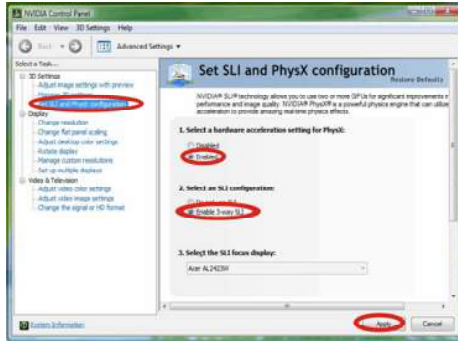 NVIDIA Control Panel
File Edit View 3D Settings Help
Back
Advanced Settings
Select a Task...
3D Settings
Adjust image settings with preview
Manage 3D settings
Set SLI and PhysX configuration
Display
Change resolution
Change flat panel scaling
Adjust desktop color settings
Rotate display
Manage custom resolutions
Set up multiple displays
Video & Television
Adjust video color settings
Adjust video image settings
Change the signal or HD format
System Information
Set SLI and PhysX configuration
Restore Defaults
NVIDIA® SLI® technology allows you to use two or more GPUs for significant improvements
performance and image quality. NVIDIA® PhysX® is a powerful physics engine that can utilize
acceleration to provide amazing real-time physics effects.
1. Select a hardware acceleration setting for PhysX:
Disabled
Enabled
2. Select an SLI configuration:
Enable 3-way SLI
3. Select the SLI focus display:
Acer AL2423W
Apply
Cancel